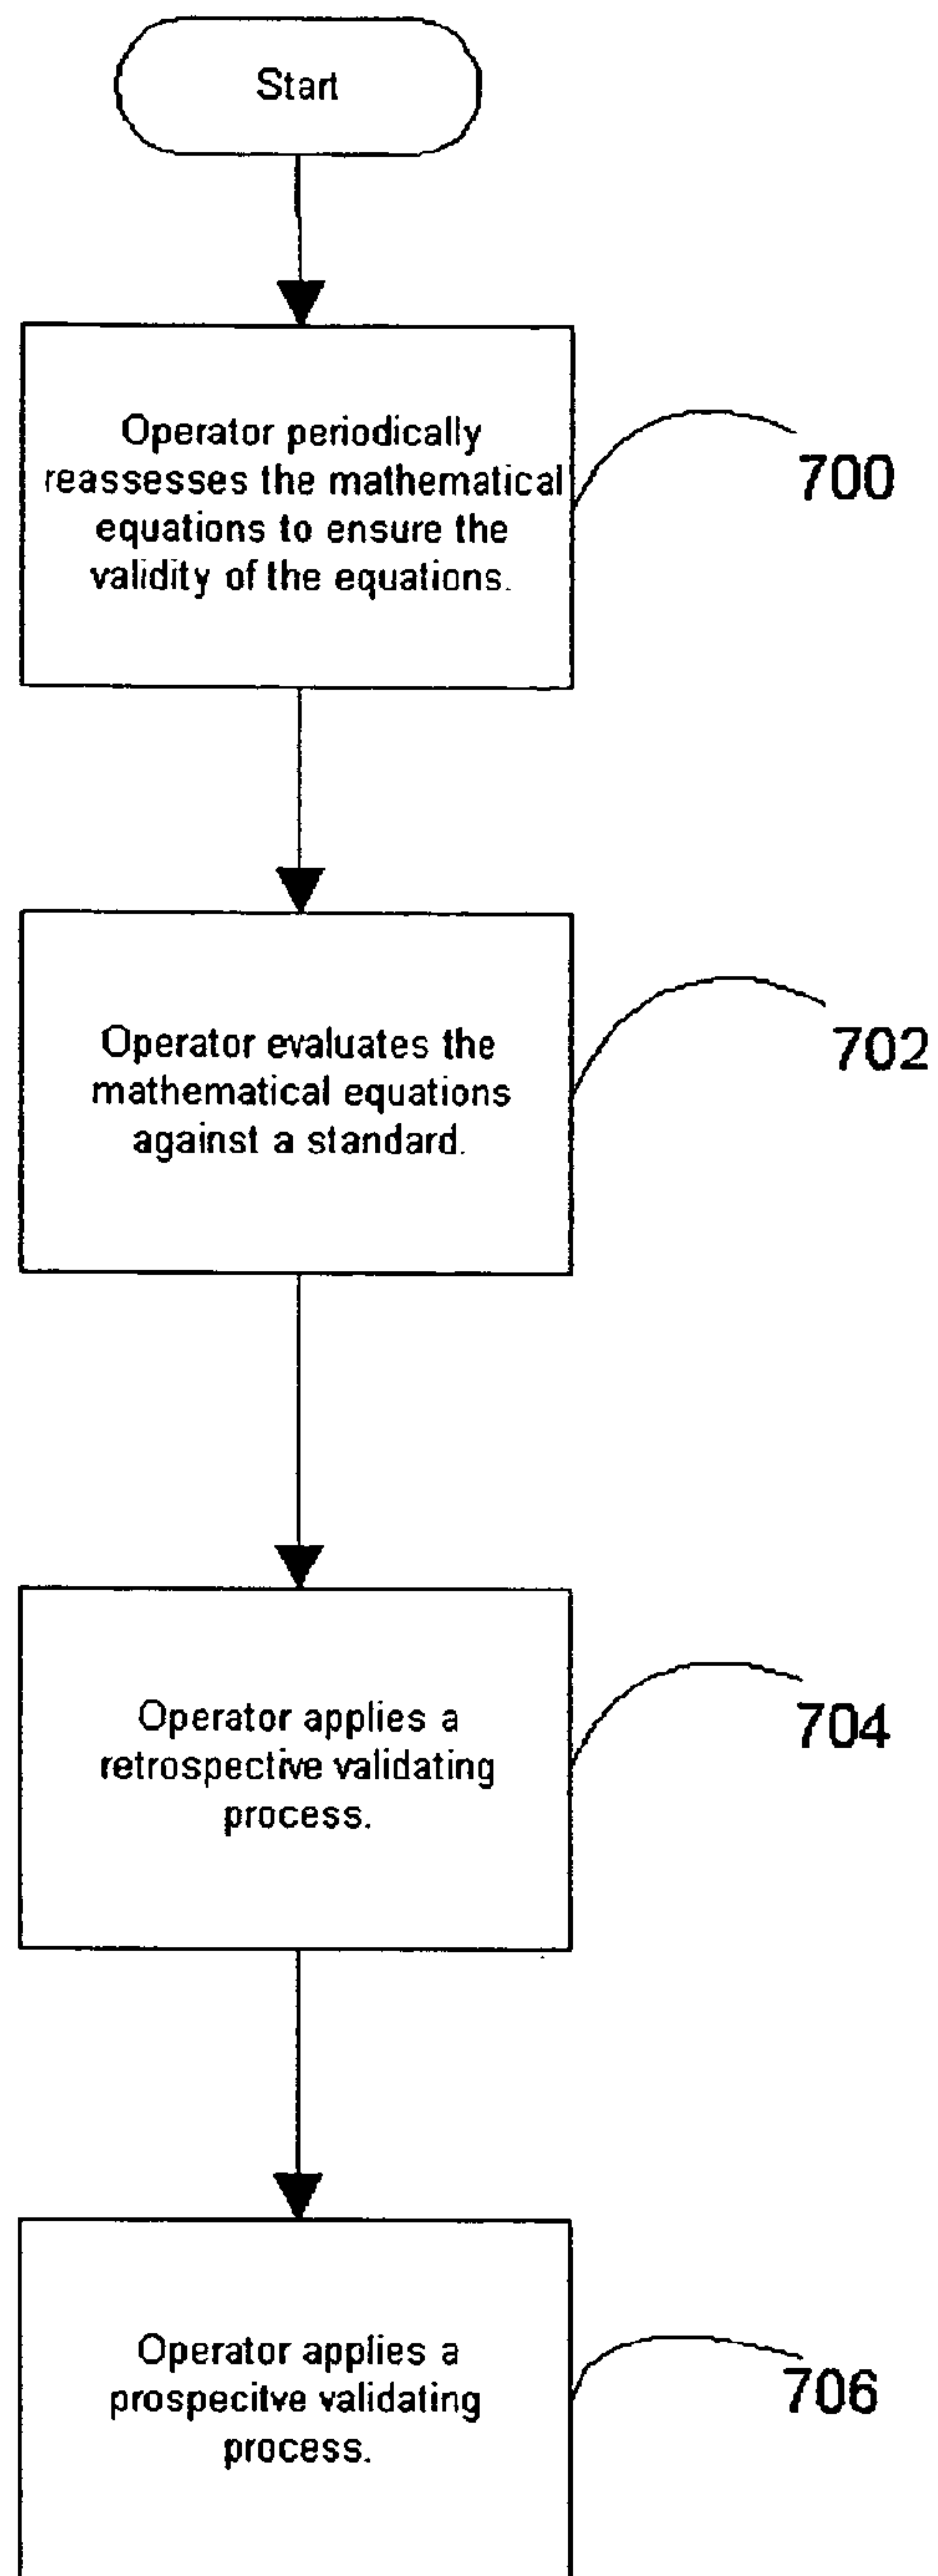 Start
Operator periodically
reassesses the mathematical
equations to ensure the
validity of the equations.
700
Operator evaluates the
mathematical equations
against a standard.
702
Operator applies a
retrospective validating
process.
704
Operator applies a
prospecitve validating
process.
706